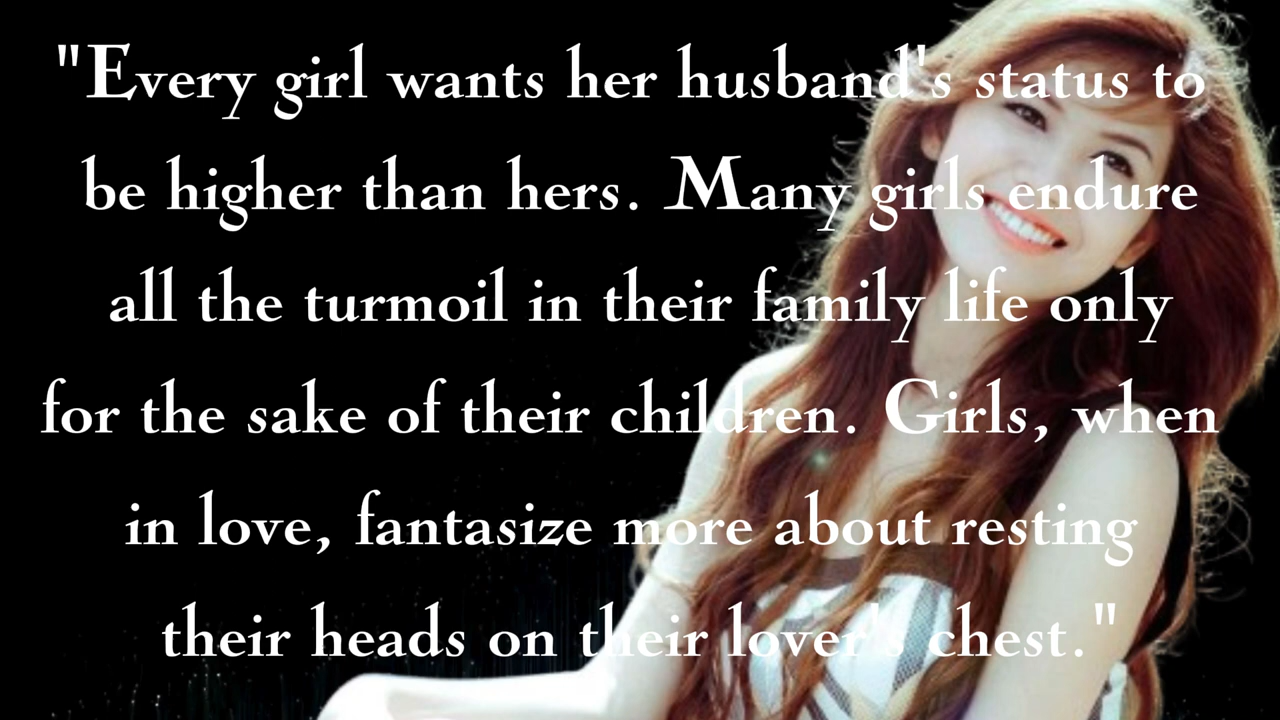 "Every girl wants her husband's status to
be higher than hers. Many girls endure
all the turmoil in their family life only
for the sake of their children. Girls, when
in love, fantasize more about resting
their heads on their lover's chest."